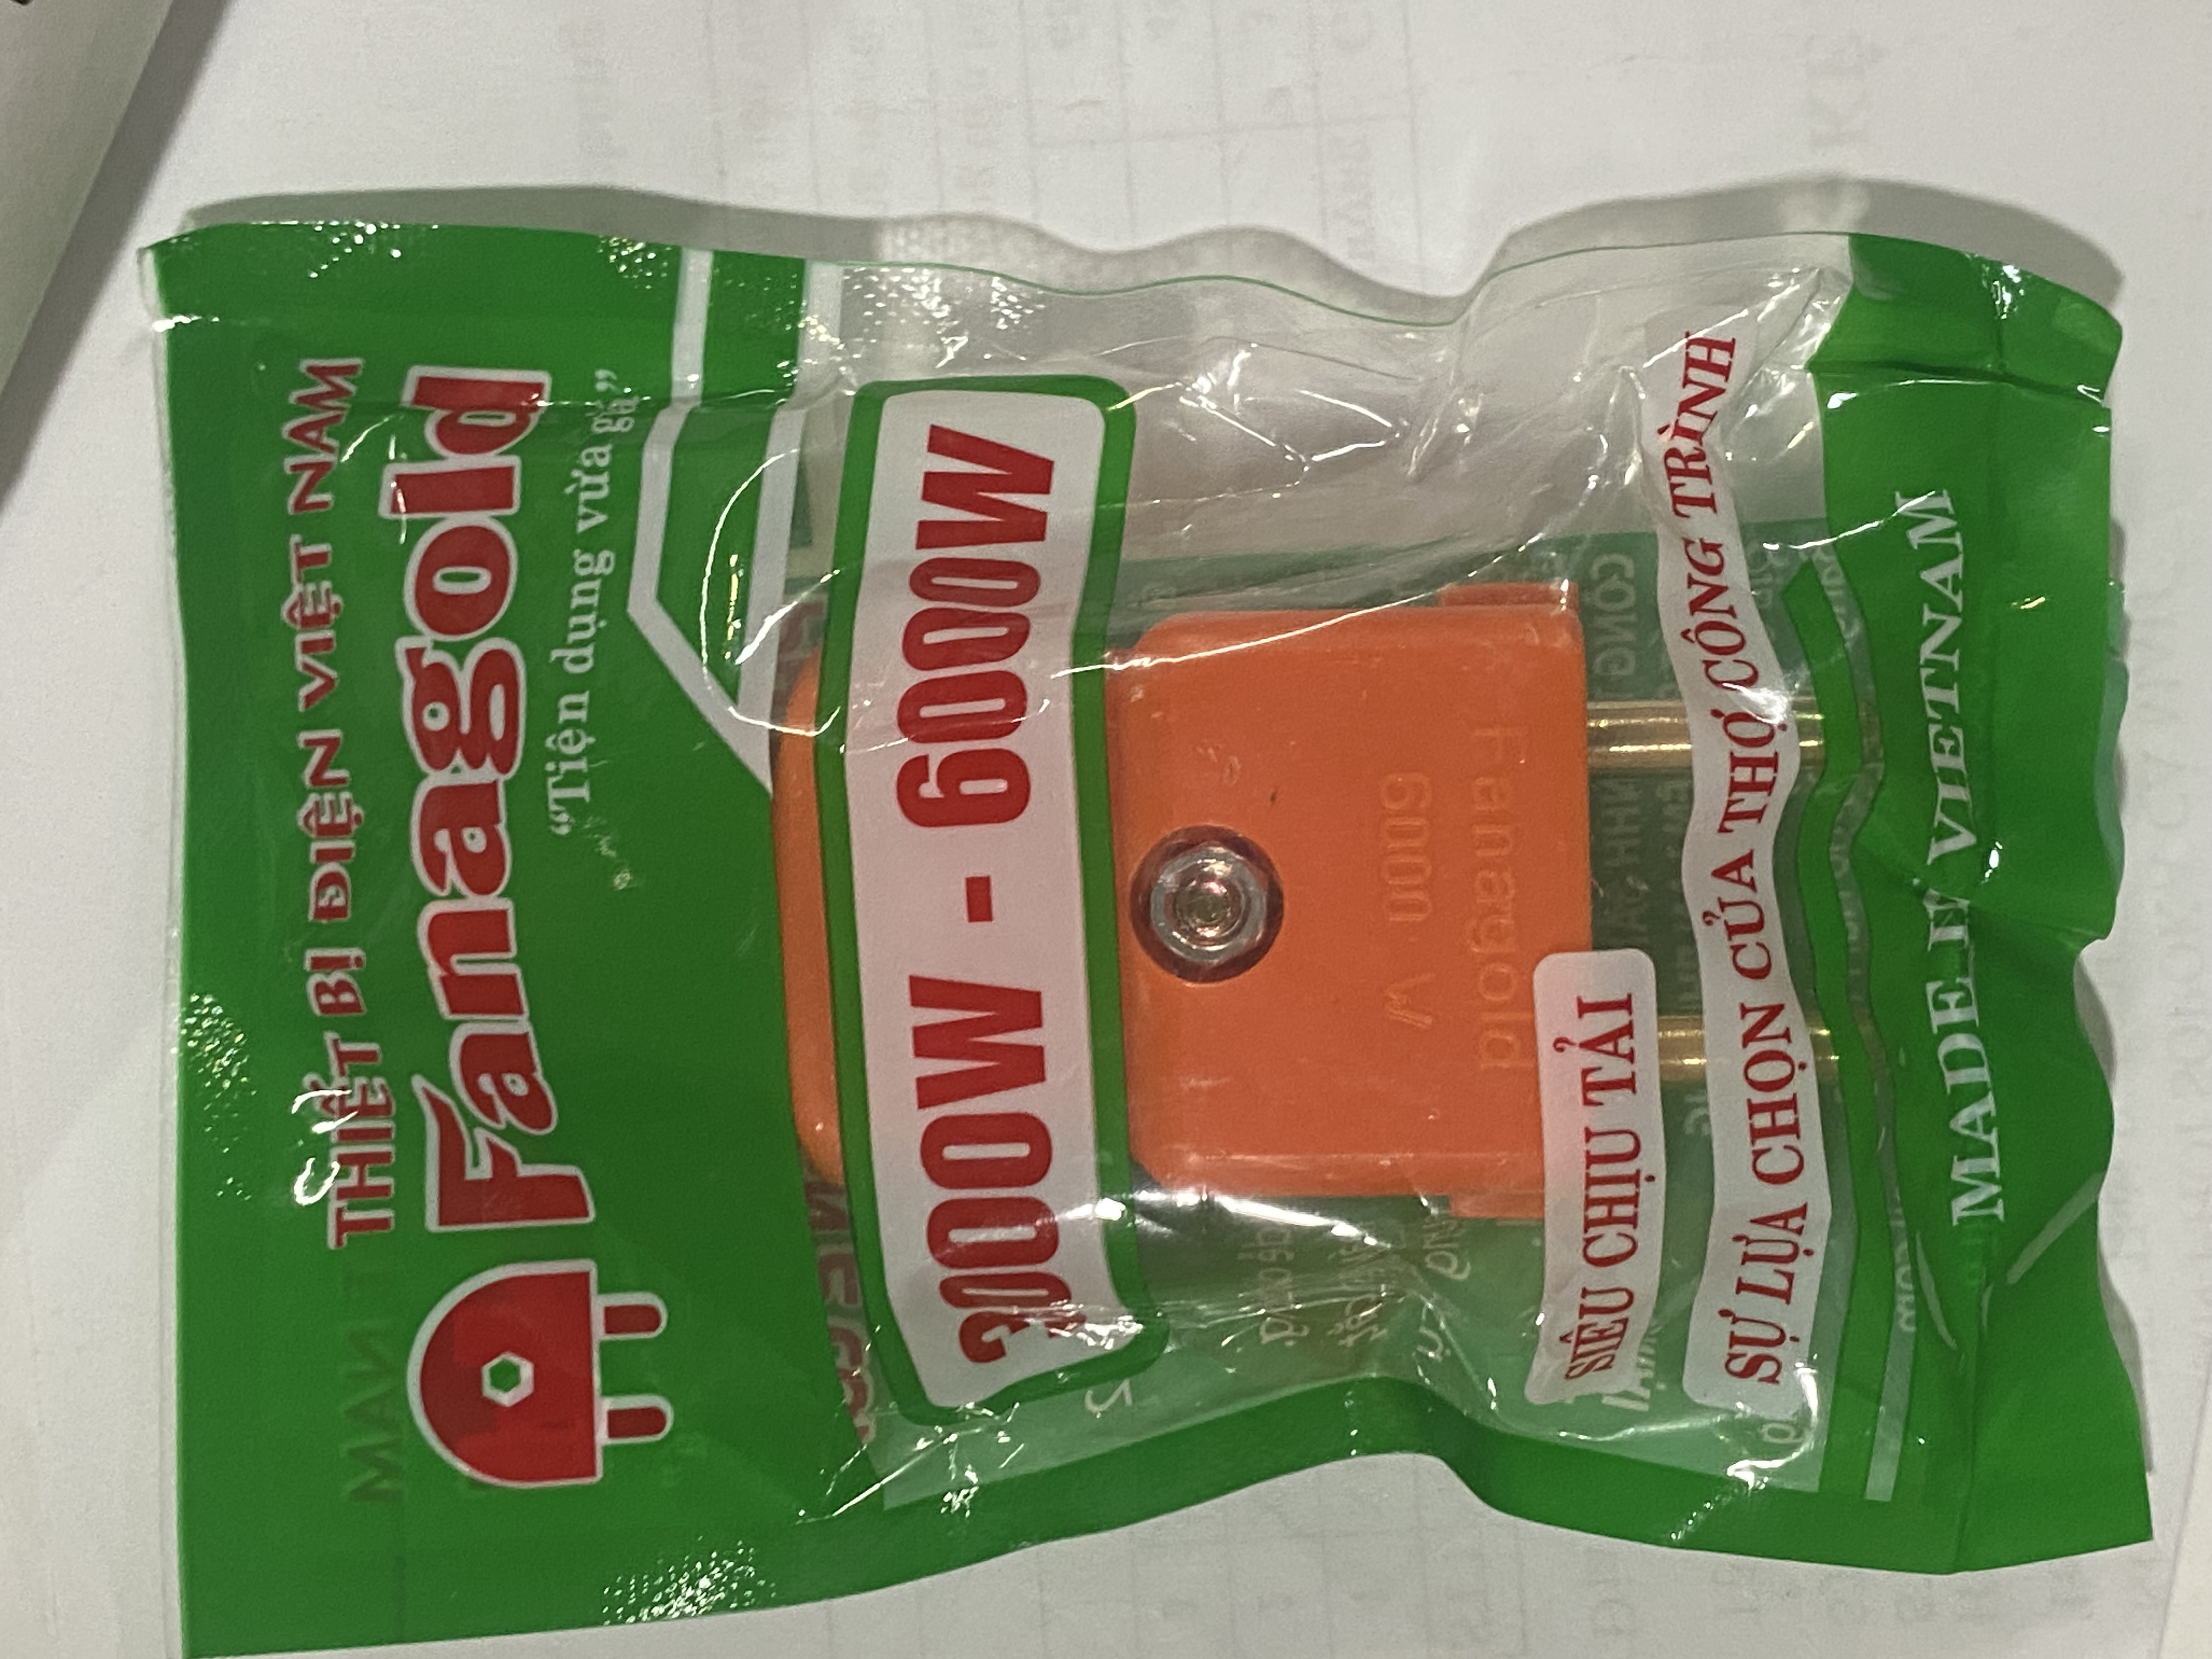 THIẾT BỊ ĐIỆN VIỆT NAM
Fanagold
“Tiện dụng vừa gá”
3000W - 6000W
6000 W
Fanagold
SIÊU CHỊU TẢI
SỰ LỰA CHỌN CỦA THỢ CÔNG TRÌNH
MADE IN VIETNAM